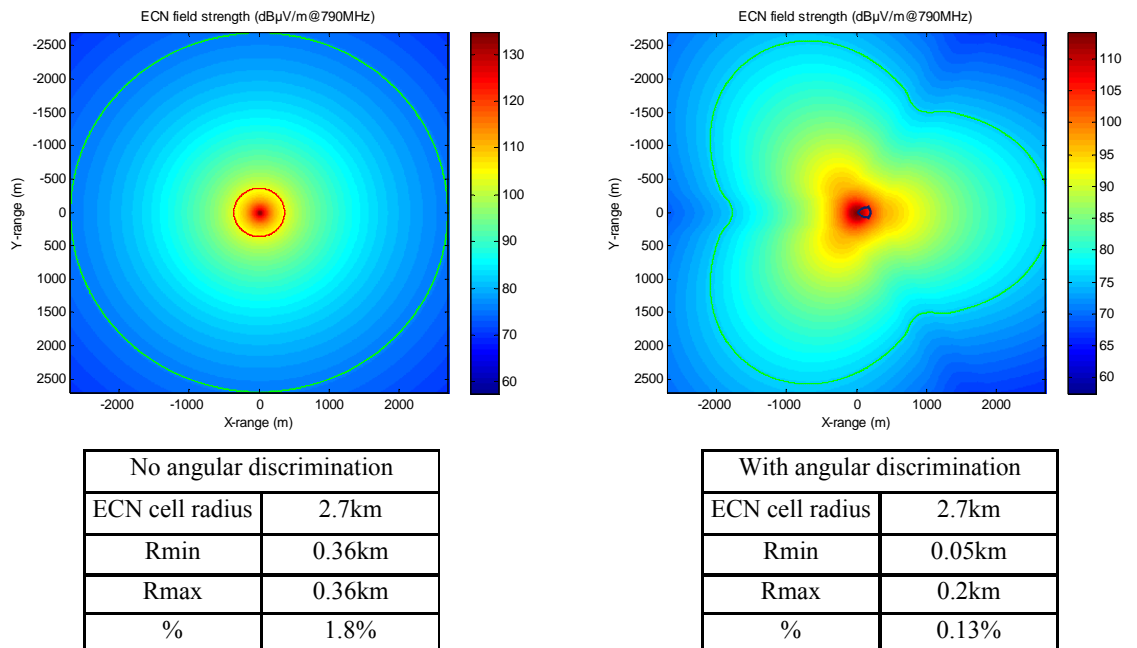 ECN field strength (dBµV/m@790MHz)
-2500
-2000
-1500
-1000
-500
0
500
1000
1500
2000
2500
Y-range (m)
-2000 -1000 0 1000 2000
X-range (m)
130
120
110
100
90
80
70
60
ECN field strength (dBµV/m@790MHz)
-2500
-2000
-1500
-1000
-500
0
500
1000
1500
2000
2500
Y-range (m)
-2000 -1000 0 1000 2000
X-range (m)
110
105
100
95
90
85
80
75
70
65
60
No angular discrimination
ECN cell radius 2.7km
Rmin 0.36km
Rmax 0.36km
% 1.8%
With angular discrimination
ECN cell radius 2.7km
Rmin 0.05km
Rmax 0.2km
% 0.13%